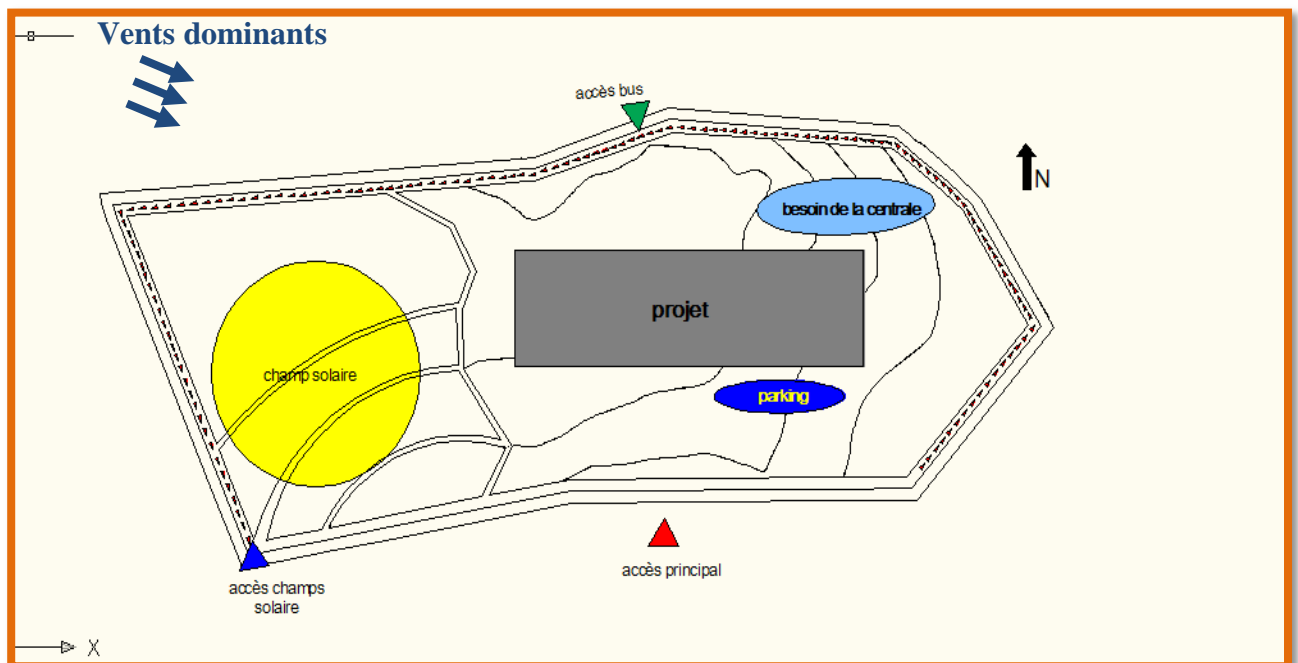 Vents dominants
accès bus
N
besoin de la centrale
projet
champ solaire
parking
accès principal
accès champs
solaire
X